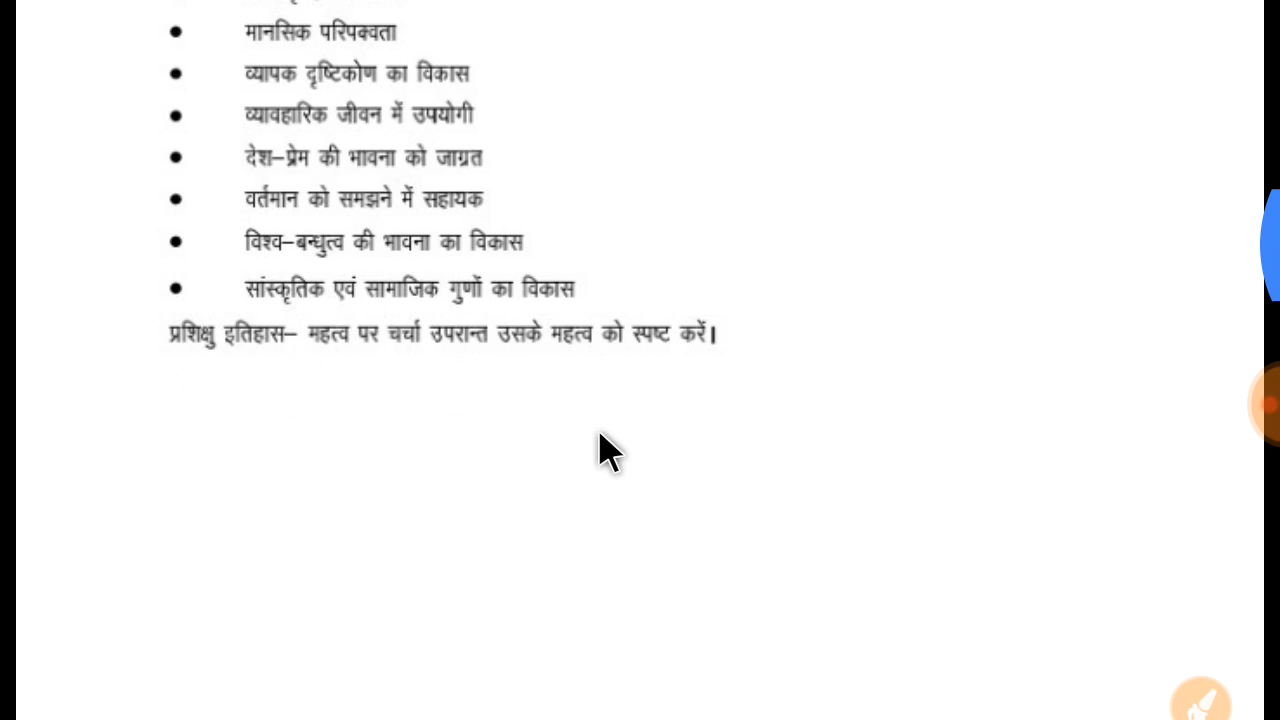 • मानसिक परिपक्वता
• व्यापक दृष्टिकोण का विकास
• व्यावहारिक जीवन में उपयोगी
• देश–प्रेम की भावना को जाग्रत
• वर्तमान को समझने में सहायक
• विश्व–बन्धुत्व की भावना का विकास
• सांस्कृतिक एवं सामाजिक गुणों का विकास
प्रशिक्षु इतिहास– महत्व पर चर्चा उपरान्त उसके महत्व को स्पष्ट करें।